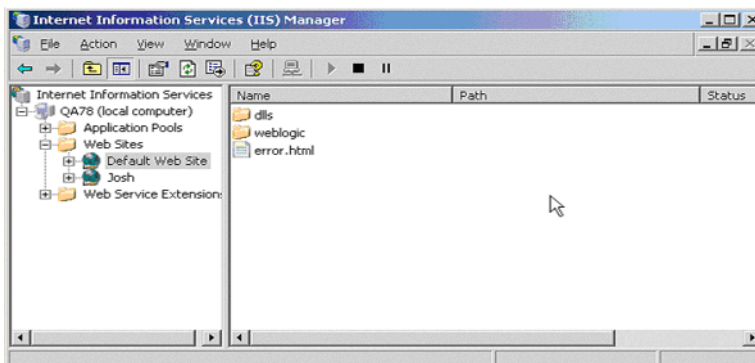 Internet Information Services (IIS) Manager
File Action View Window Help
Internet Information Services
QA78 (local computer)
Application Pools
Web Sites
Default Web Site
Josh
Web Service Extension
Name Path Status
dlls
weblogic
error.html